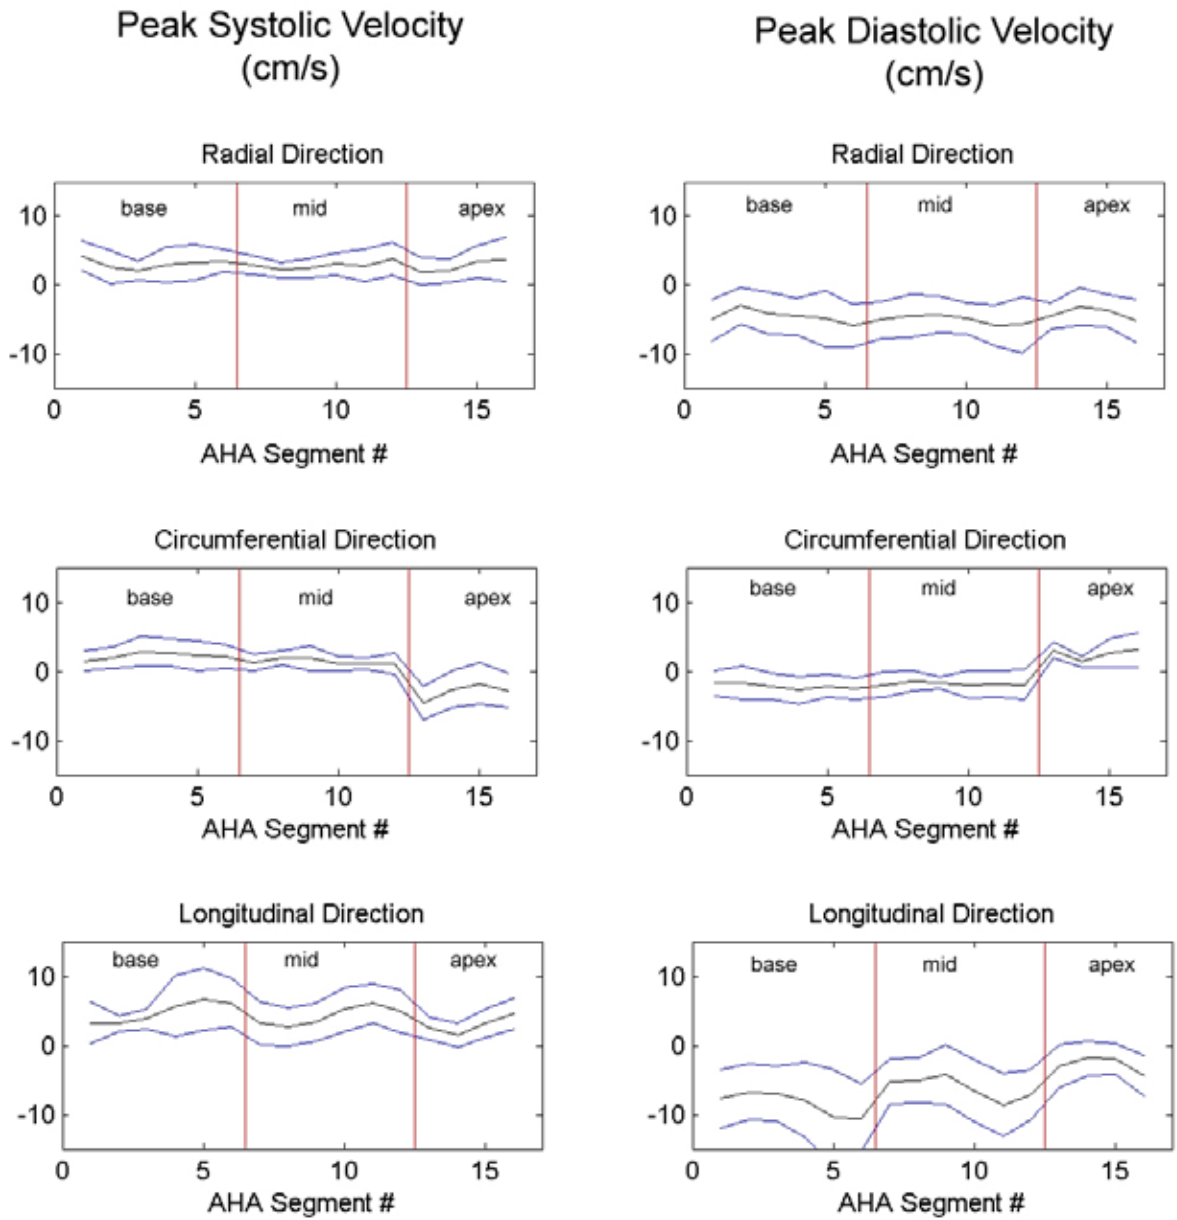 Peak Systolic Velocity
(cm/s)
Peak Diastolic Velocity
(cm/s)
Radial Direction
base mid apex
10
0
-10
0 5 10 15
AHA Segment #
Radial Direction
base mid apex
10
0
-10
0 5 10 15
AHA Segment #
Circumferential Direction
base mid apex
10
0
-10
0 5 10 15
AHA Segment #
Circumferential Direction
base mid apex
10
0
-10
0 5 10 15
AHA Segment #
Longitudinal Direction
base mid apex
10
0
-10
0 5 10 15
AHA Segment #
Longitudinal Direction
base mid apex
10
0
-10
0 5 10 15
AHA Segment #